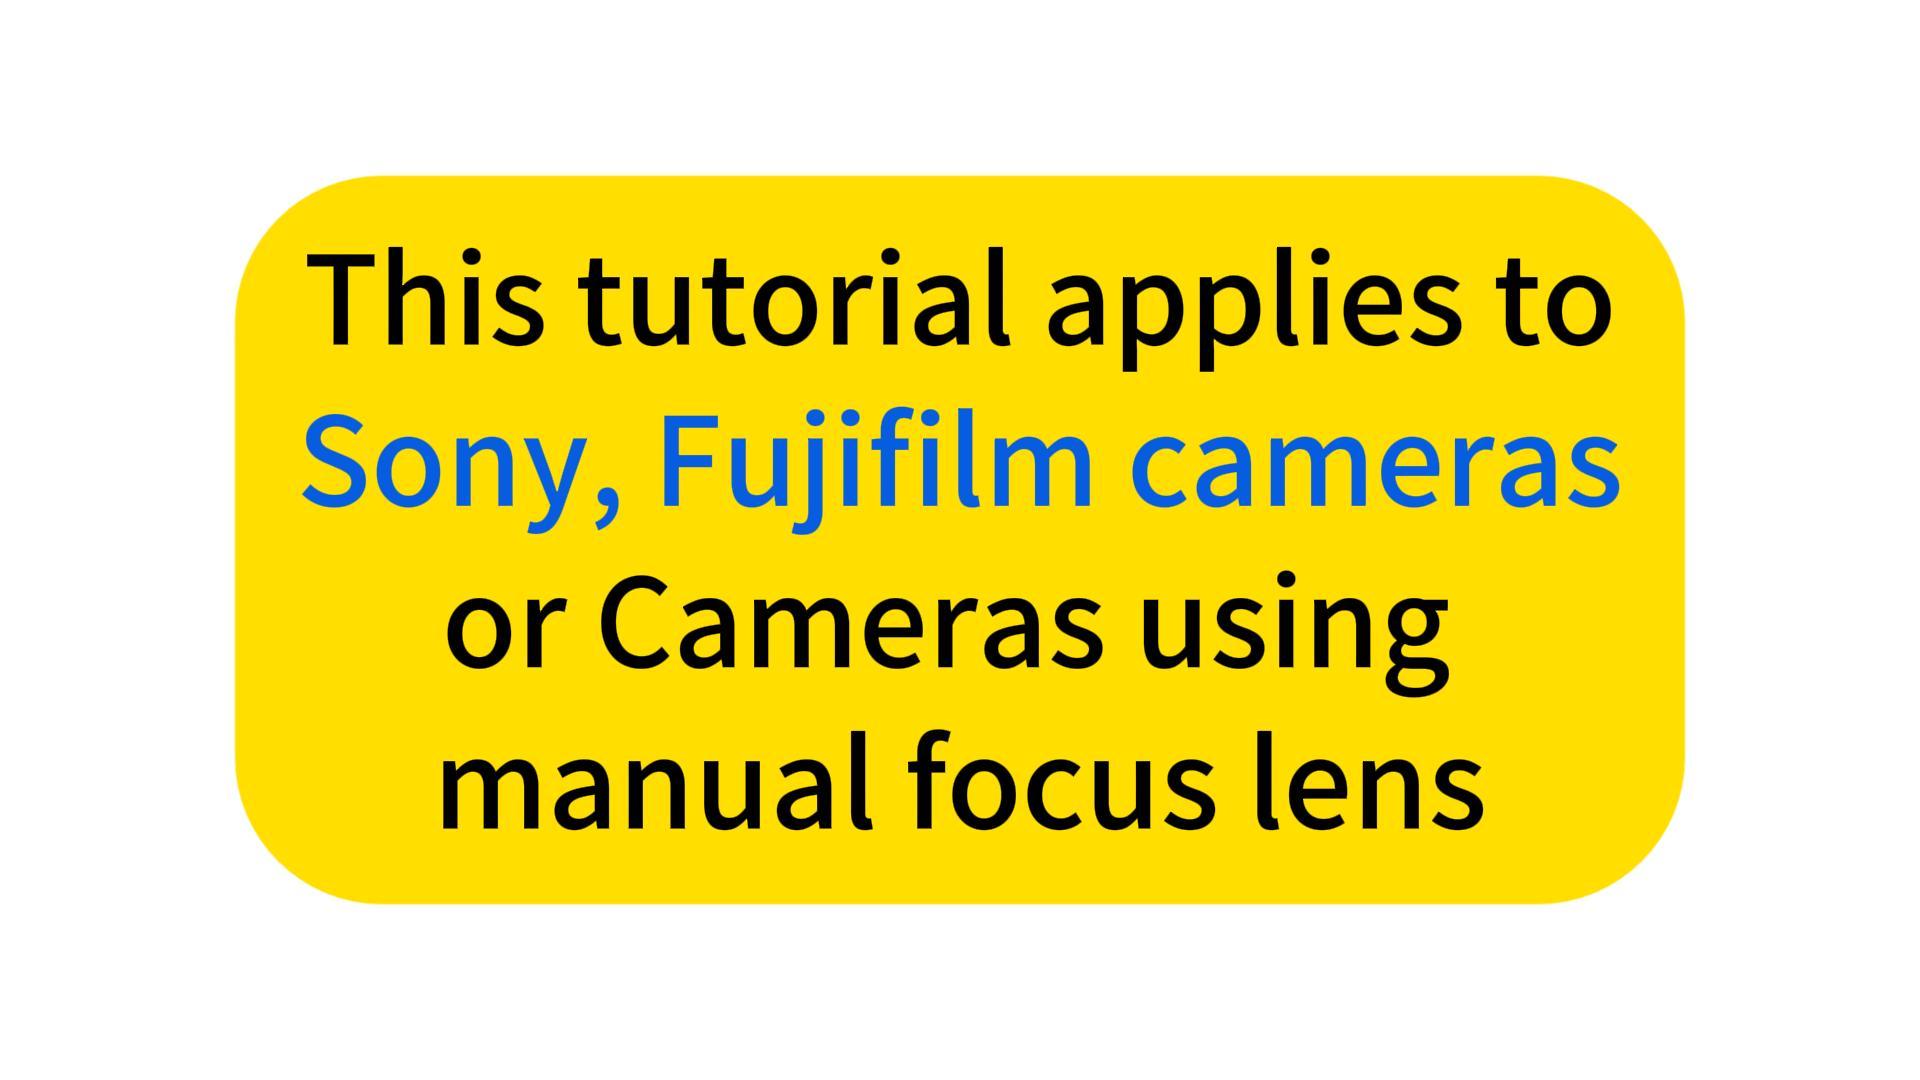 This tutorial applies to
Sony, Fujifilm cameras
or Cameras using
manual focus lens